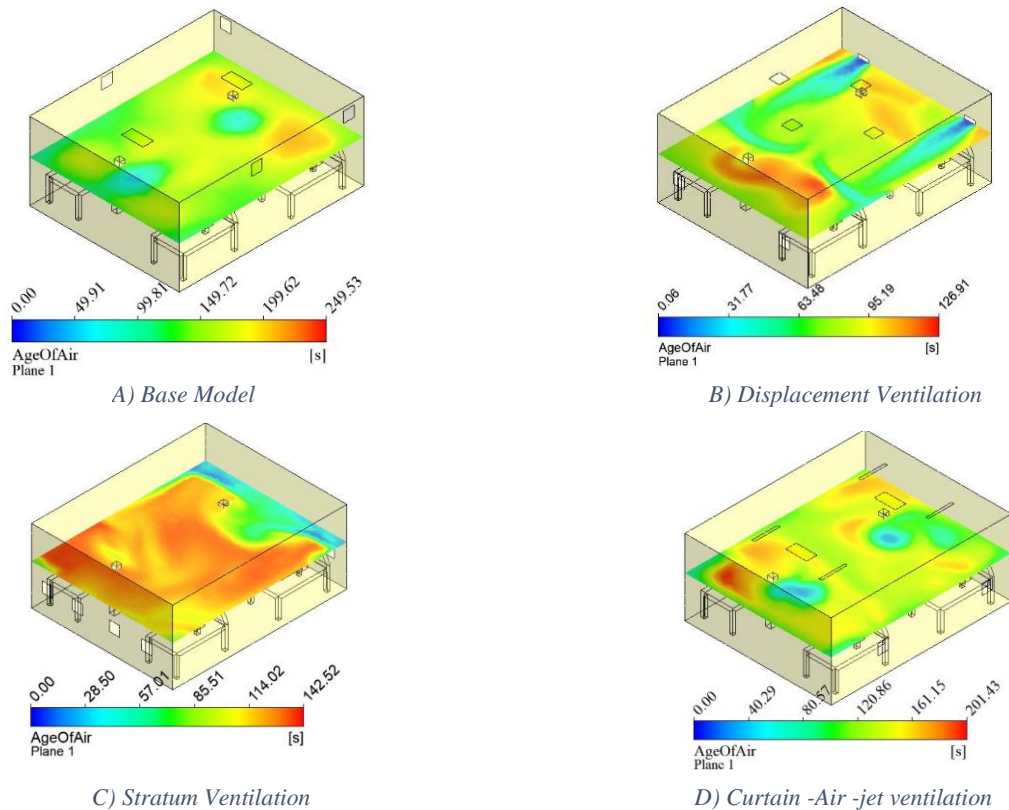 0.00 49.91 99.81 149.72 199.62 249.53
AgeOfAir [s]
Plane 1
A) Base Model
0.06 31.77 63.48 95.19 126.91
AgeOfAir [s]
Plane 1
B) Displacement Ventilation
0.00 28.50 57.01 85.51 114.02 142.52
AgeOfAir [s]
Plane 1
C) Stratum Ventilation
0.00 40.29 80.57 120.86 161.15 201.43
AgeOfAir [s]
Plane 1
D) Curtain -Air -jet ventilation